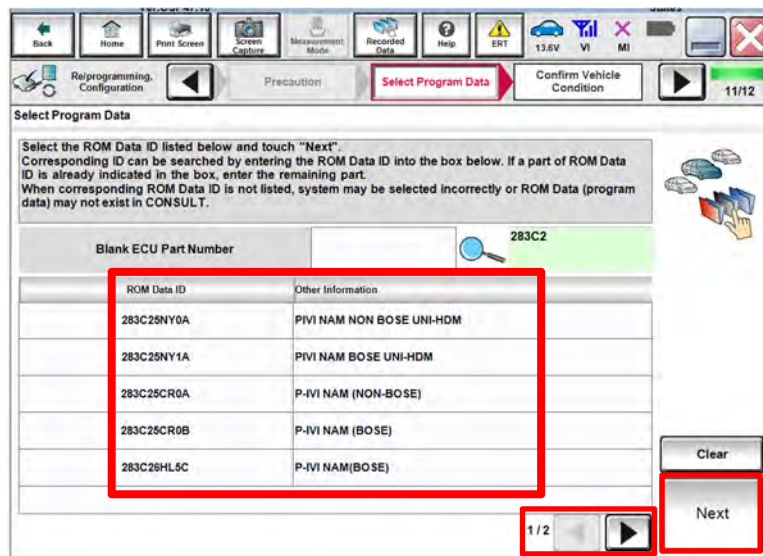 Back
Home
Print Screen
Screen
Capture
Measurement
Mode
Recorded
Data
Help
ERT
13.6V
VI
MI
Re/programming,
Configuration
Precaution
Select Program Data
Confirm Vehicle
Condition
11/12
Select Program Data
Select the ROM Data ID listed below and touch "Next".
Corresponding ID can be searched by entering the ROM Data ID into the box below. If a part of ROM Data
ID is already indicated in the box, enter the remaining part.
When corresponding ROM Data ID is not listed, system may be selected incorrectly or ROM Data (program
data) may not exist in CONSULT.
Blank ECU Part Number
283C2
ROM Data ID Other Information
283C25NY0A PIVI NAM NON BOSE UNI-HDM
283C25NY1A PIVI NAM BOSE UNI-HDM
283C25CR0A P-IVI NAM (NON-BOSE)
283C25CR0B P-IVI NAM (BOSE)
283C26HL5C P-IVI NAM(BOSE)
Clear
1/2
Next